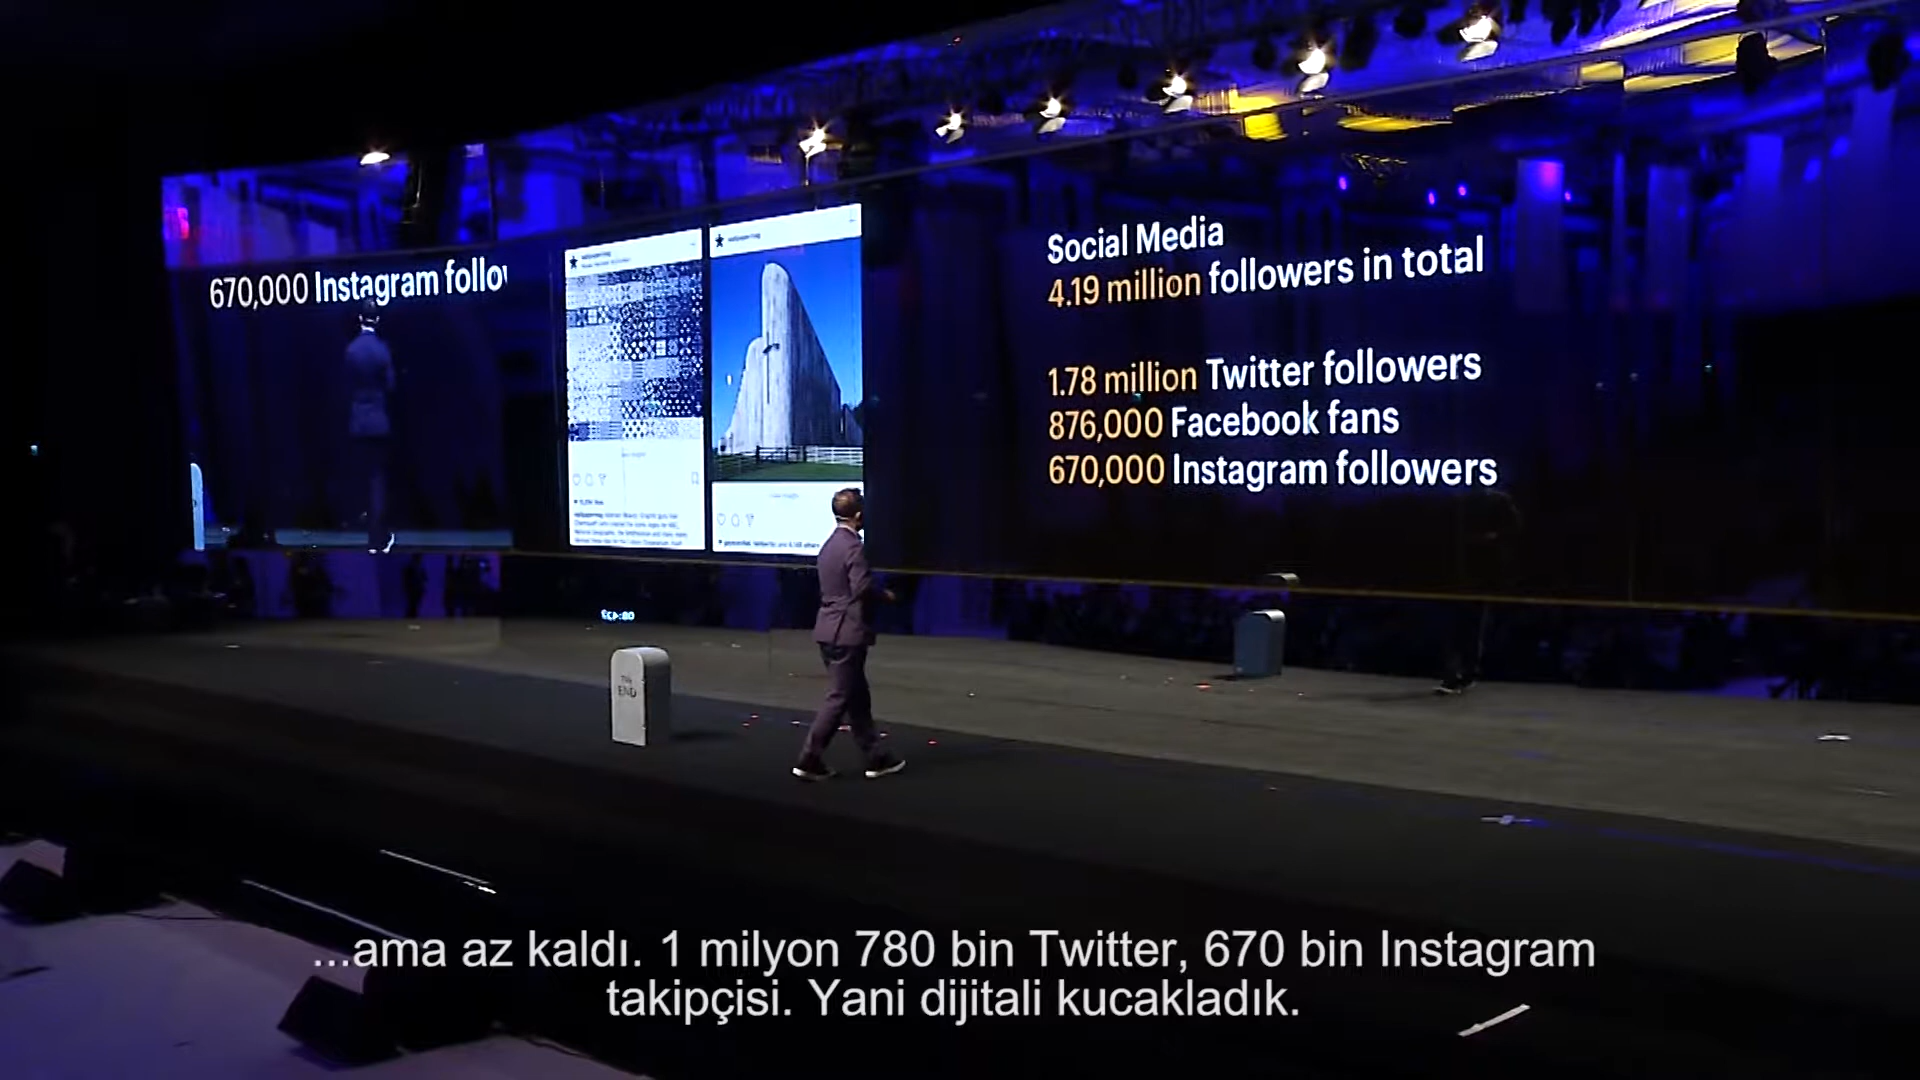 670,000 Instagram
Social Media
4.19 million followers in total
1.78 million Twitter followers
876,000 Facebook fans
670,000 Instagram followers
THE
END
...ama az kaldı. 1 milyon 780 bin Twitter, 670 bin Instagram
takipçisi. Yani dijitali kucakladık.